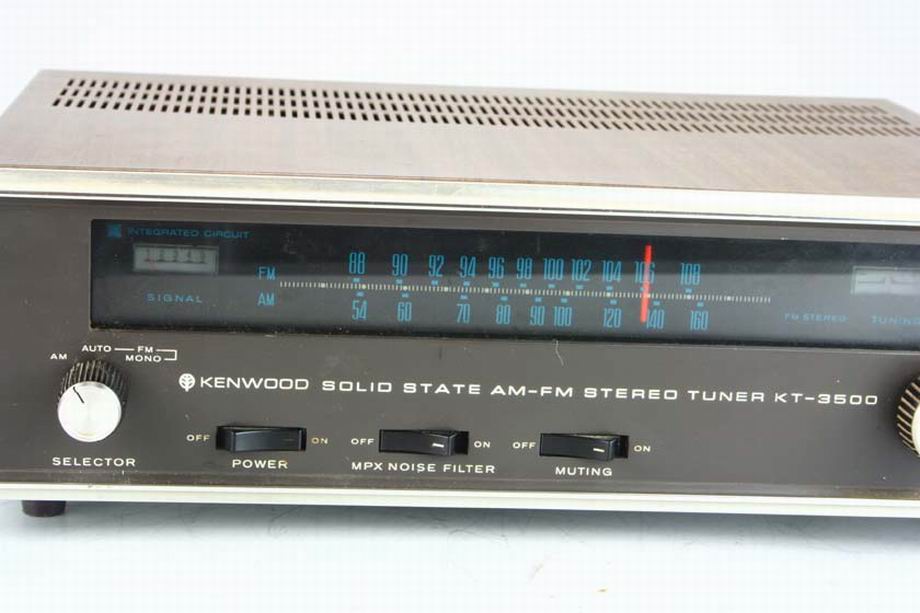 INTEGRATED CIRCUIT
SIGNAL
FM 88 90 92 94 96 98 100 102 104 106 108
AM 54 60 70 80 90 100 120 140 160
FM STEREO TUNING
AM AUTO FM
MONO
KENWOOD SOLID STATE AM-FM STEREO TUNER KT-3500
OFF ON OFF ON OFF ON
SELECTOR POWER MPX NOISE FILTER MUTING